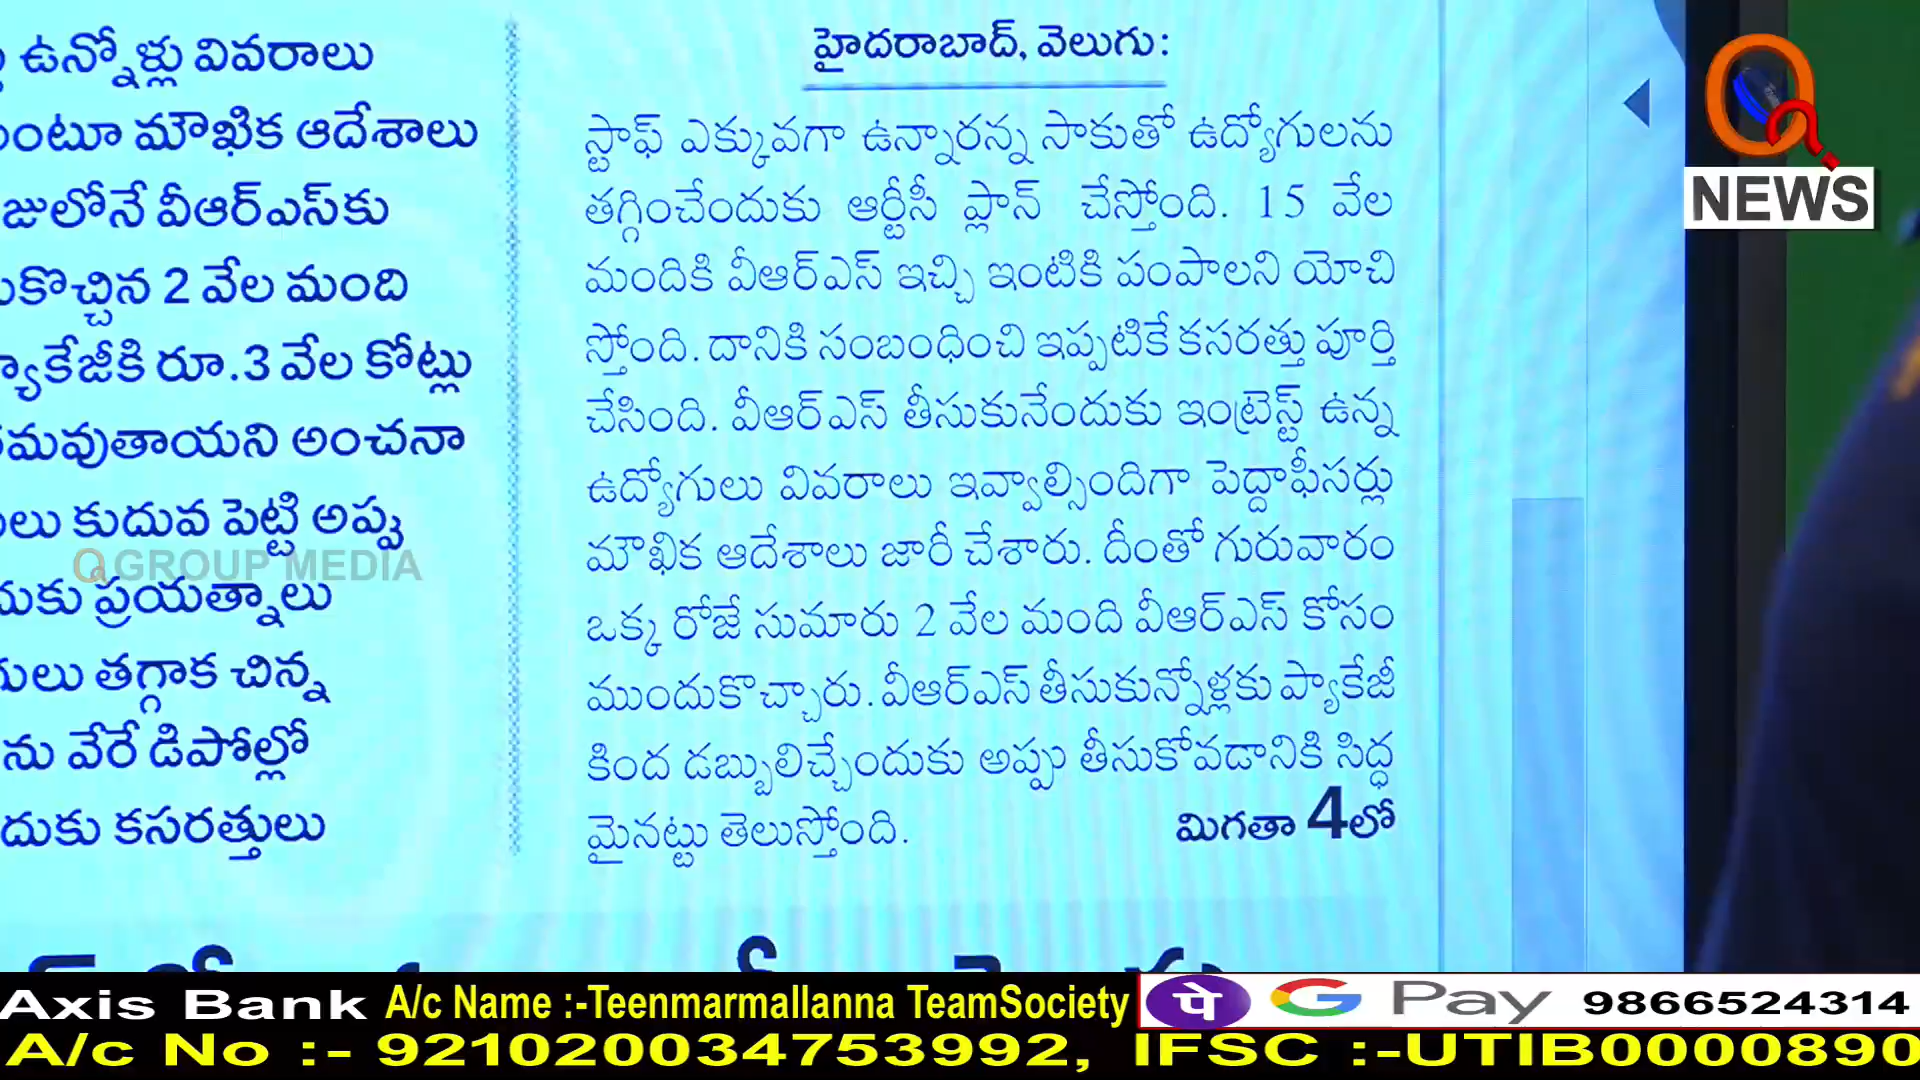 ఉన్నోళ్లు వివరాలు
మౌఖిక ఆదేశాలు
వీఆర్ఎస్‌కు
2 వేల మంది
రూ.3 వేల కోట్లు
అంచనా
కుదువ పెట్టి అప్పు
ప్రయత్నాలు
తగ్గాక చిన్న
వేరే డిపోల్లో
కసరత్తులు
హైదరాబాద్, వెలుగు:
స్టాఫ్ ఎక్కువగా ఉన్నారన్న సాకుతో ఉద్యోగులను
తగ్గించేందుకు ఆర్టీసీ ప్లాన్ చేస్తోంది. 15 వేల
మందికి వీఆర్ఎస్ ఇచ్చి ఇంటికి పంపాలని యోచి
స్తోంది. దానికి సంబంధించి ఇప్పటికే కసరత్తు పూర్తి
చేసింది. వీఆర్ఎస్ తీసుకునేందుకు ఇంట్రెస్ట్ ఉన్న
ఉద్యోగులు వివరాలు ఇవ్వాల్సిందిగా పెద్దాఫీసర్లు
మౌఖిక ఆదేశాలు జారీ చేశారు. దీంతో గురువారం
ఒక్క రోజే సుమారు 2 వేల మంది వీఆర్ఎస్ కోసం
ముందుకొచ్చారు. వీఆర్ఎస్ తీసుకున్నోళ్లకు ప్యాకేజీ
కింద డబ్బులిచ్చేందుకు అప్పు తీసుకోవడానికి సిద్ధ
మైనట్టు తెలుస్తోంది.
మిగతా 4లో
Q NEWS
Q GROUP MEDIA
Axis Bank A/c Name :-Teenmarmallanna TeamSociety
पे G Pay 9866524314
A/c No :- 921020034753992, IFSC :-UTIB0000890